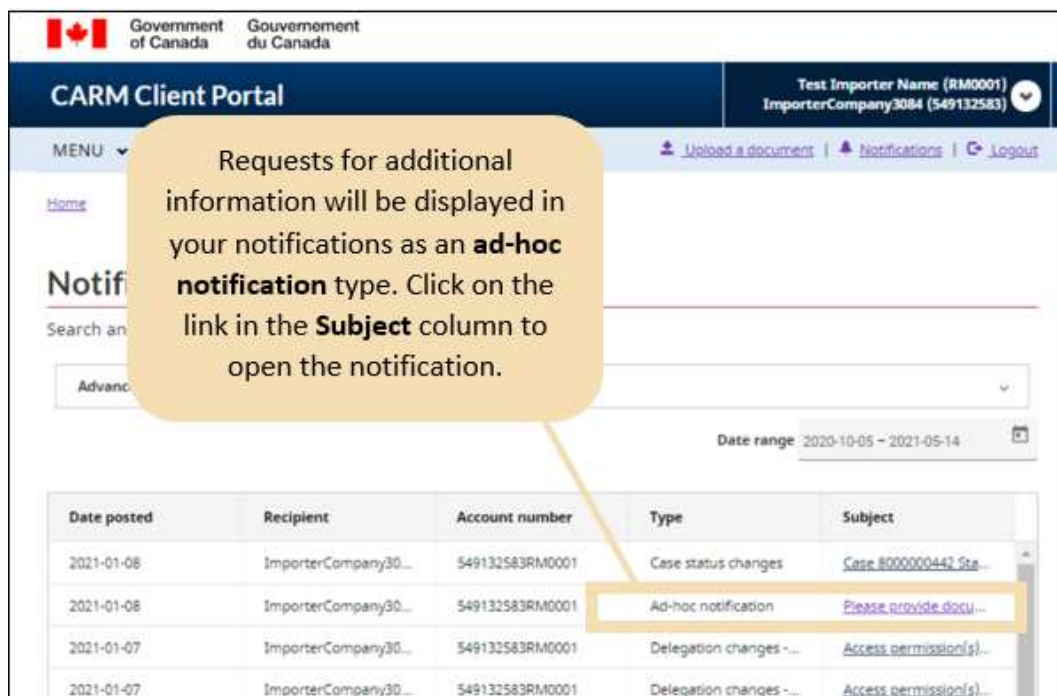 Government of Canada
Gouvernement du Canada
CARM Client Portal
Test Importer Name (RM0001)
ImporterCompany3084 (549132583)
MENU
Upload a document | Notifications | Logout
Requests for additional
information will be displayed in
your notifications as an ad-hoc
notification type. Click on the
link in the Subject column to
open the notification.
Home
Notif
Search an
Advanc
Date range 2020-10-05 ~ 2021-05-14
Date posted Recipient Account number Type Subject
2021-01-08 ImporterCompany30... 549132583RM0001 Case status changes Case 8000000442 Sta...
2021-01-08 ImporterCompany30... 549132583RM0001 Ad-hoc notification Please provide docu...
2021-01-07 ImporterCompany30... 549132583RM0001 Delegation changes -... Access permission(s)...
2021-01-07 ImporterCompany30... 549132583RM0001 Delegation changes -... Access permission(s)...